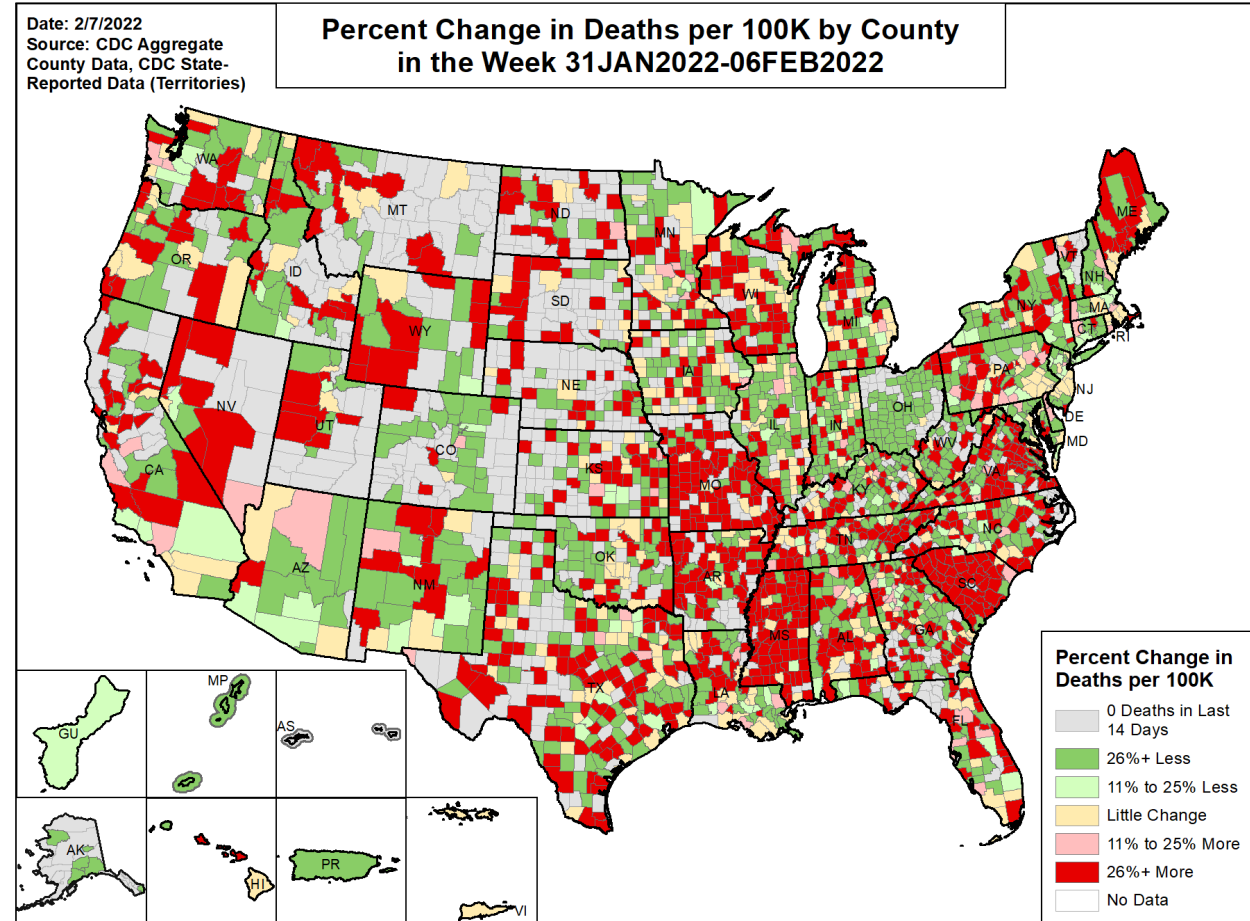 Date: 2/7/2022
Source: CDC Aggregate
County Data, CDC State-
Reported Data (Territories)
Percent Change in Deaths per 100K by County
in the Week 31JAN2022-06FEB2022
WA
MT
ND
MN
ME
OR
ID
SD
WI
VT
NH
WY
MI
NY
MA
CT
RI
NE
IA
PA
NJ
NV
UT
CO
IL
IN
OH
DE
WV
MD
CA
KS
MO
KY
VA
AZ
NM
OK
AR
TN
NC
SC
MS
AL
GA
TX
LA
FL
MP
GU
AS
AK
HI
PR
VI
Percent Change in
Deaths per 100K
0 Deaths in Last
14 Days
26%+ Less
11% to 25% Less
Little Change
11% to 25% More
26%+ More
No Data